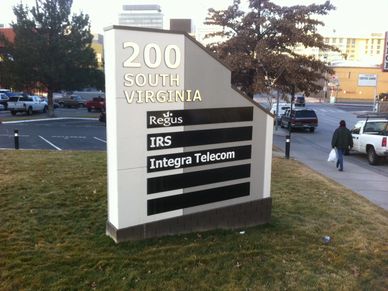 200
SOUTH
VIRGINIA
Regus
IRS
Integra Telecom